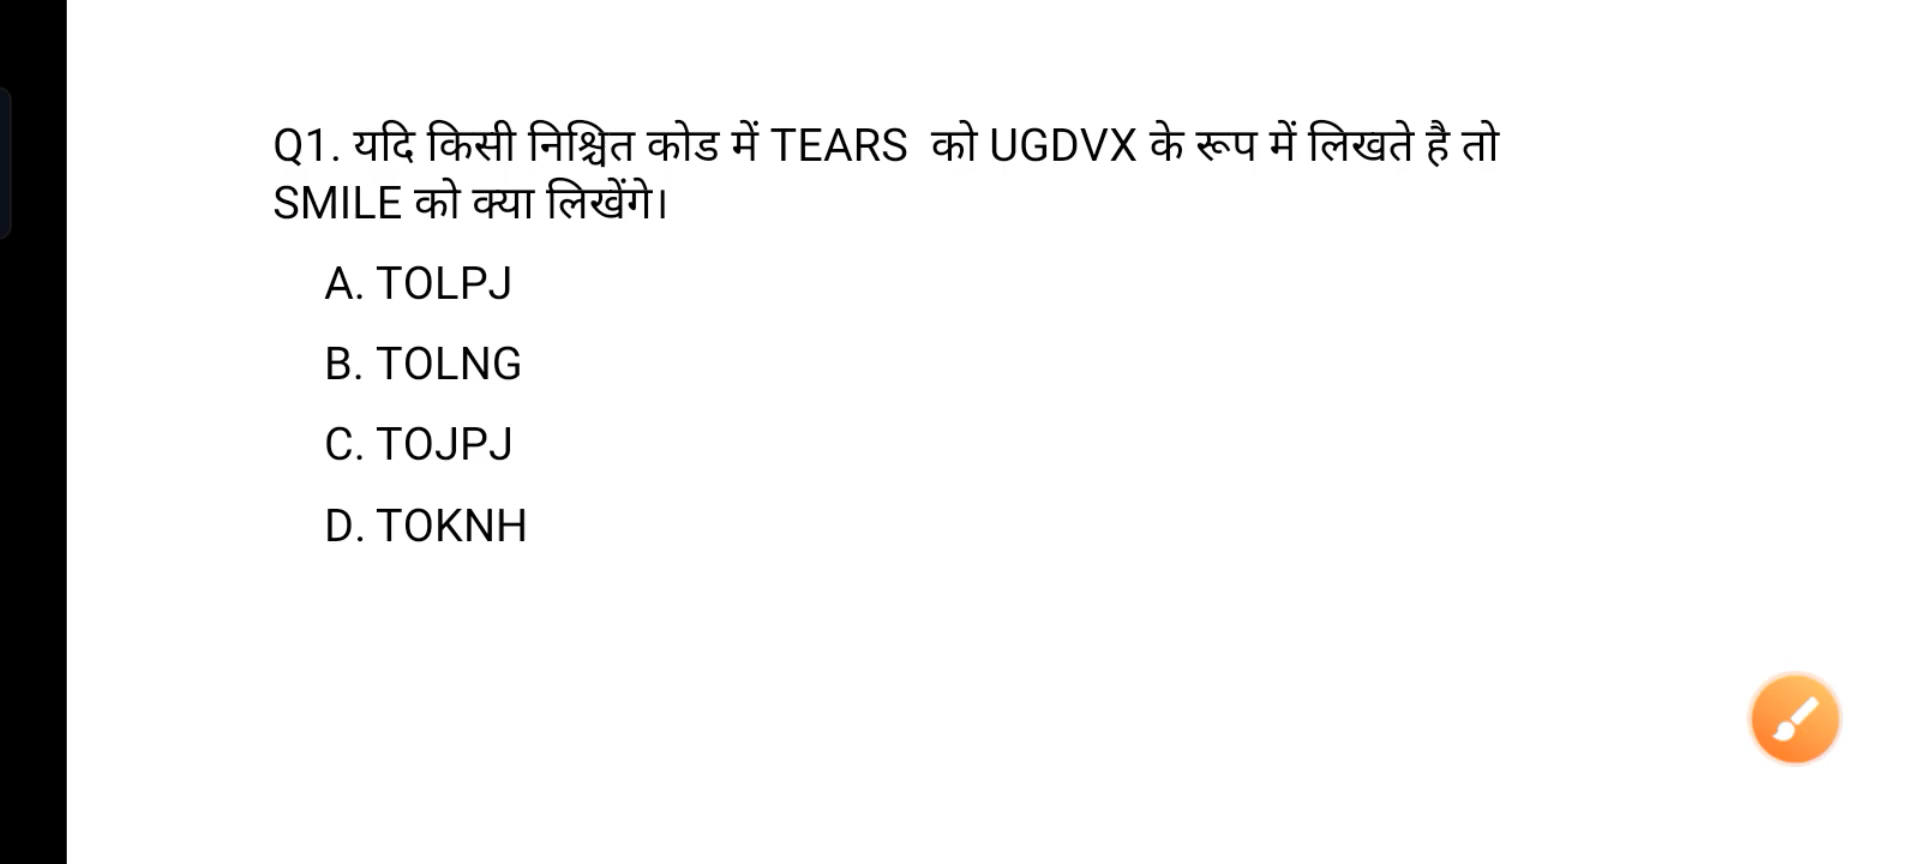 Q1. यदि किसी निश्चित कोड में TEARS को UGDVX के रूप में लिखते है तो
SMILE को क्या लिखेंगे।
A. TOLPJ
B. TOLNG
C. TOJPJ
D. TOKNH